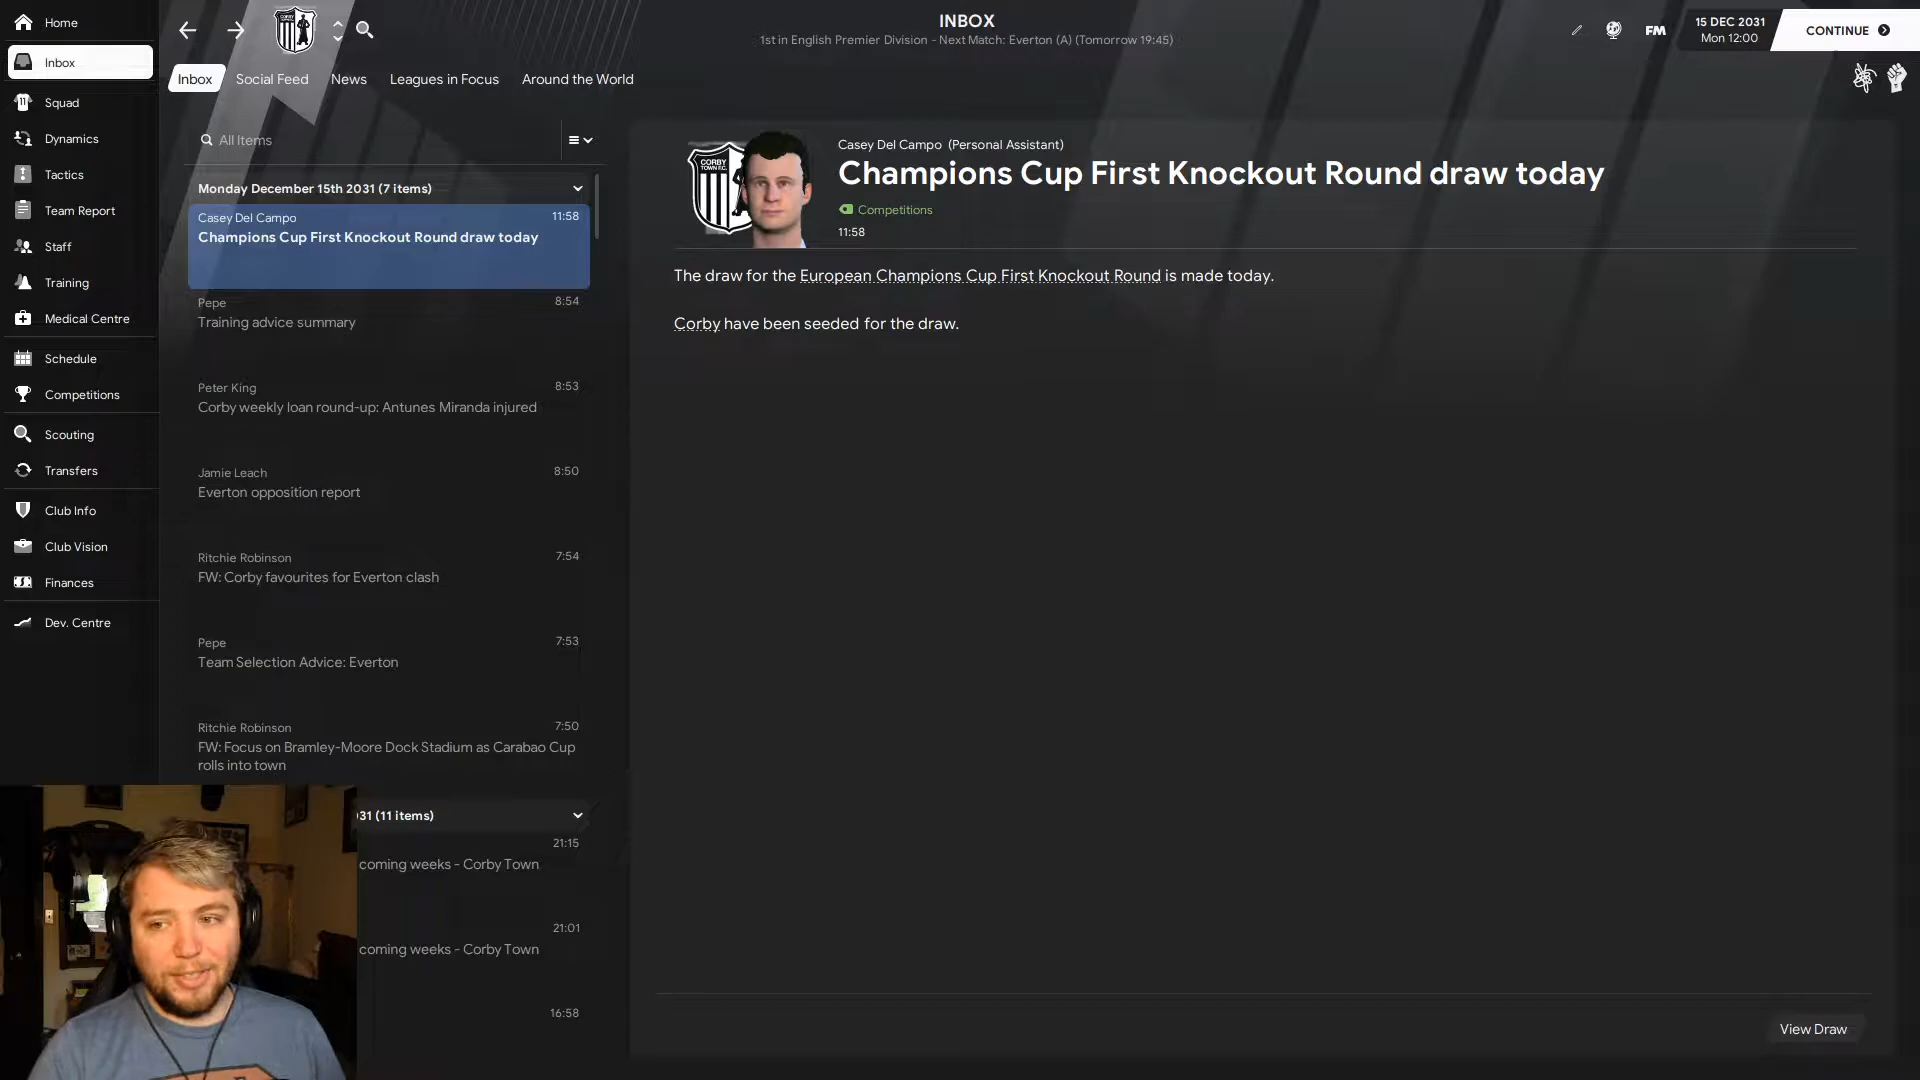 Home
Inbox
Squad
Dynamics
Tactics
Team Report
Staff
Training
Medical Centre
Schedule
Competitions
Scouting
Transfers
Club Info
Club Vision
Finances
Dev. Centre
INBOX
1st in English Premier Division - Next Match: Everton (A) (Tomorrow 19:45)
FM
15 DEC 2031
Mon 12:00
CONTINUE
Inbox
Social Feed
News
Leagues in Focus
Around the World
All Items
Monday December 15th 2031 (7 items)
Casey Del Campo
11:58
Champions Cup First Knockout Round draw today
Pepe
8:54
Training advice summary
Peter King
8:53
Corby weekly loan round-up: Antunes Miranda injured
Jamie Leach
8:50
Everton opposition report
Ritchie Robinson
7:54
FW: Corby favourites for Everton clash
Pepe
7:53
Team Selection Advice: Everton
Ritchie Robinson
7:50
FW: Focus on Bramley-Moore Dock Stadium as Carabao Cup
rolls into town
31 (11 items)
21:15
coming weeks - Corby Town
21:01
coming weeks - Corby Town
16:58
CORBY
TOWN F.C.
Casey Del Campo (Personal Assistant)
Champions Cup First Knockout Round draw today
Competitions
11:58
The draw for the European Champions Cup First Knockout Round is made today.
Corby have been seeded for the draw.
View Draw